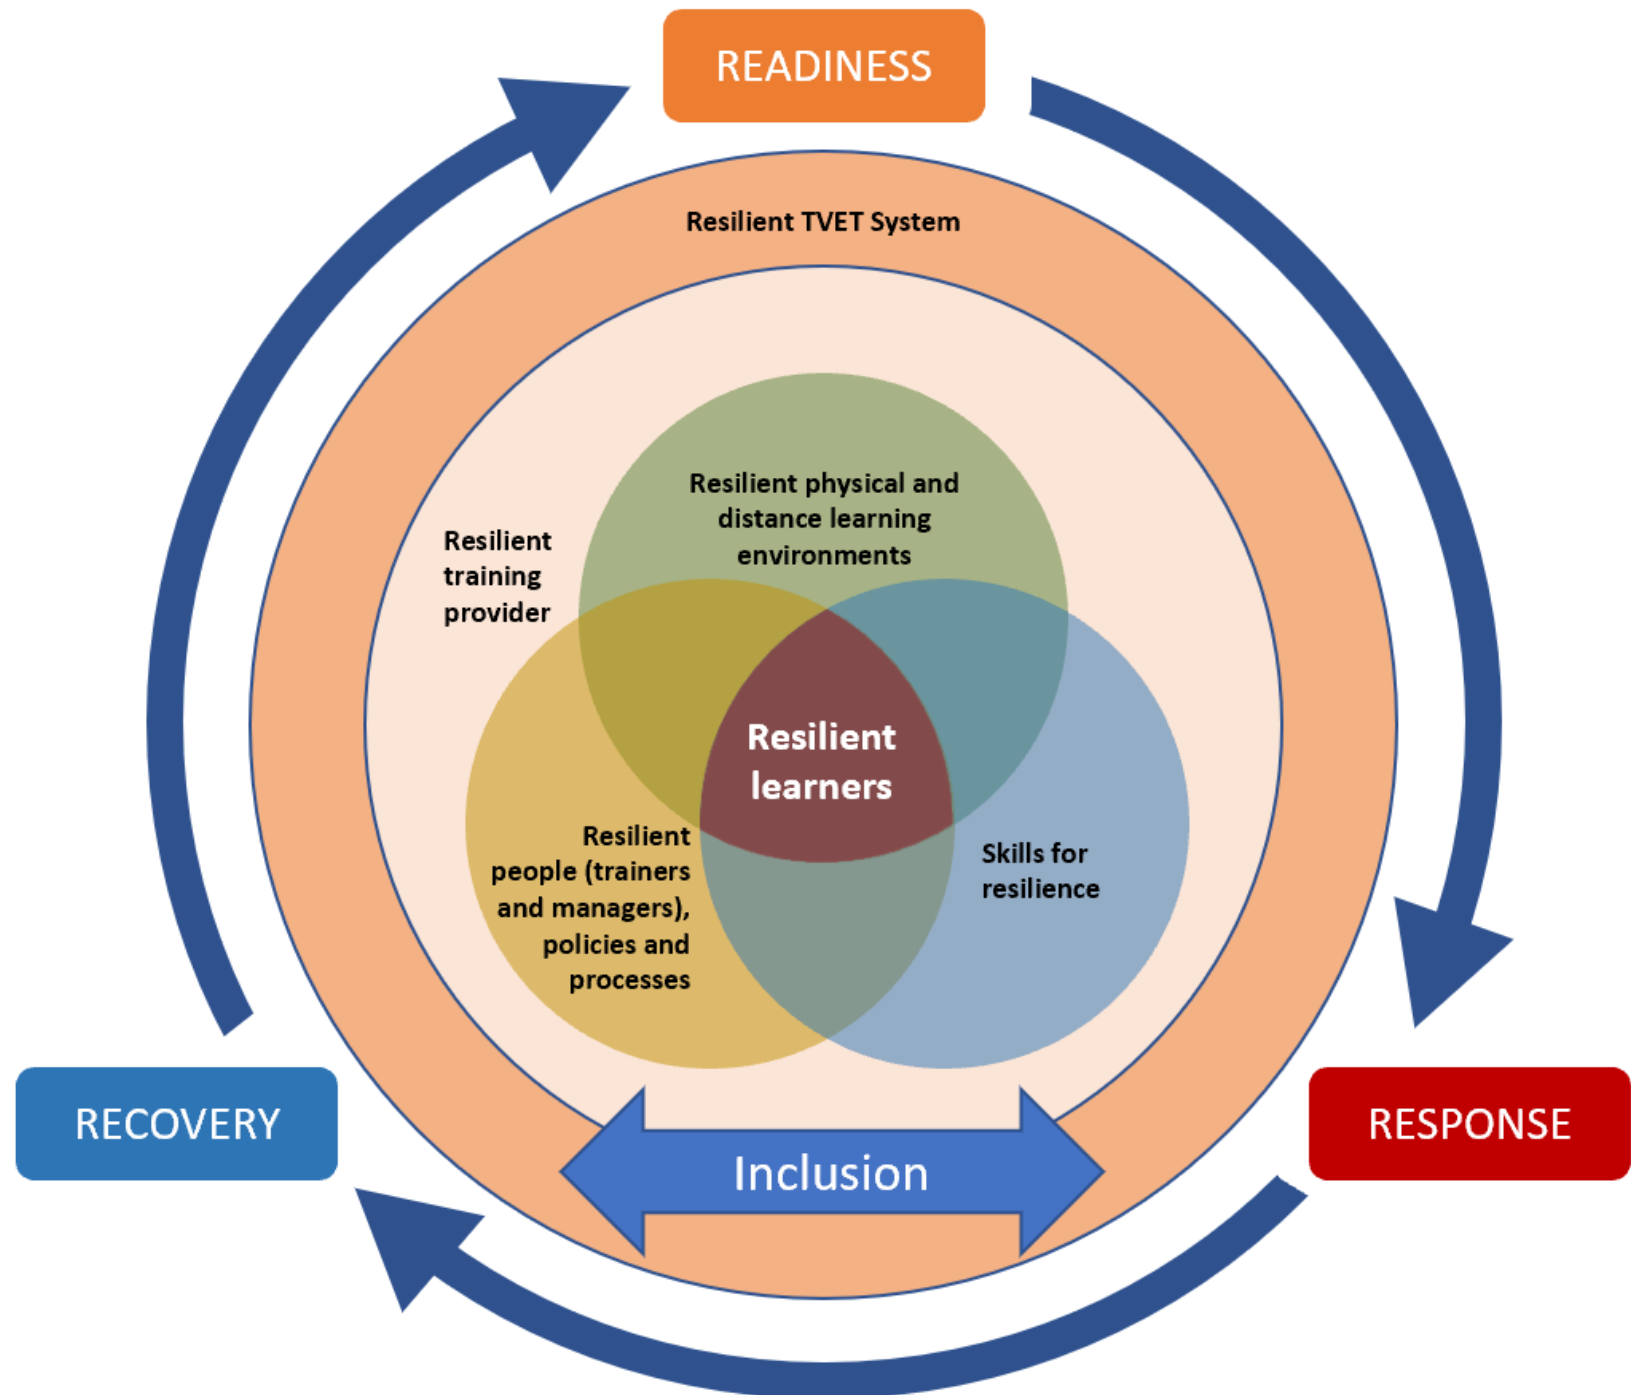 READINESS
Resilient TVET System
Resilient physical and
distance learning
environments
Resilient
training
provider
Resilient
learners
Resilient
people (trainers
and managers),
policies and
processes
Skills for
resilience
RECOVERY
RESPONSE
Inclusion